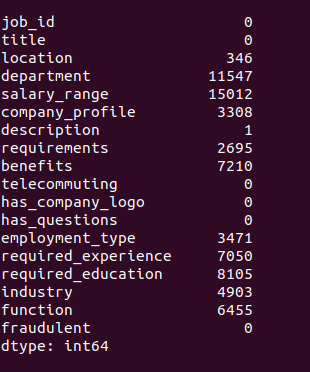 job_id 0
title 0
location 346
department 11547
salary_range 15012
company_profile 3308
description 1
requirements 2695
benefits 7210
telecommuting 0
has_company_logo 0
has_questions 0
employment_type 3471
required_experience 7050
required_education 8105
industry 4903
function 6455
fraudulent 0
dtype: int64